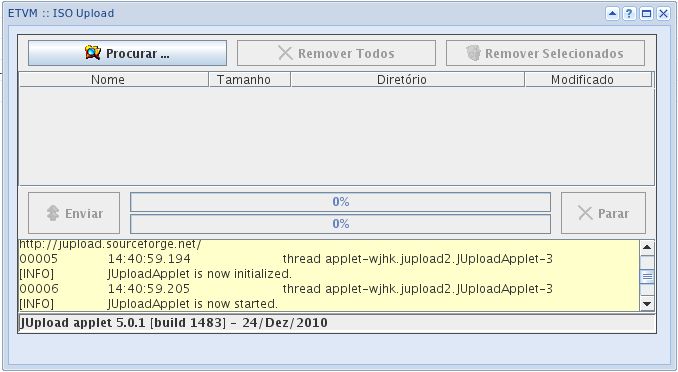 ETVM :: ISO Upload
Procurar ... Remover Todos Remover Selecionados
Nome Tamanho Diretório Modificado
0%
Enviar Parar
0%
http://jupload.sourceforge.net/
00005 14:40:59.194 thread applet-wjhk.jupload2.JUploadApplet-3
[INFO] JUploadApplet is now initialized.
00006 14:40:59.205 thread applet-wjhk.jupload2.JUploadApplet-3
[INFO] JUploadApplet is now started.
JUpload applet 5.0.1 [build 1483] - 24/Dez/2010